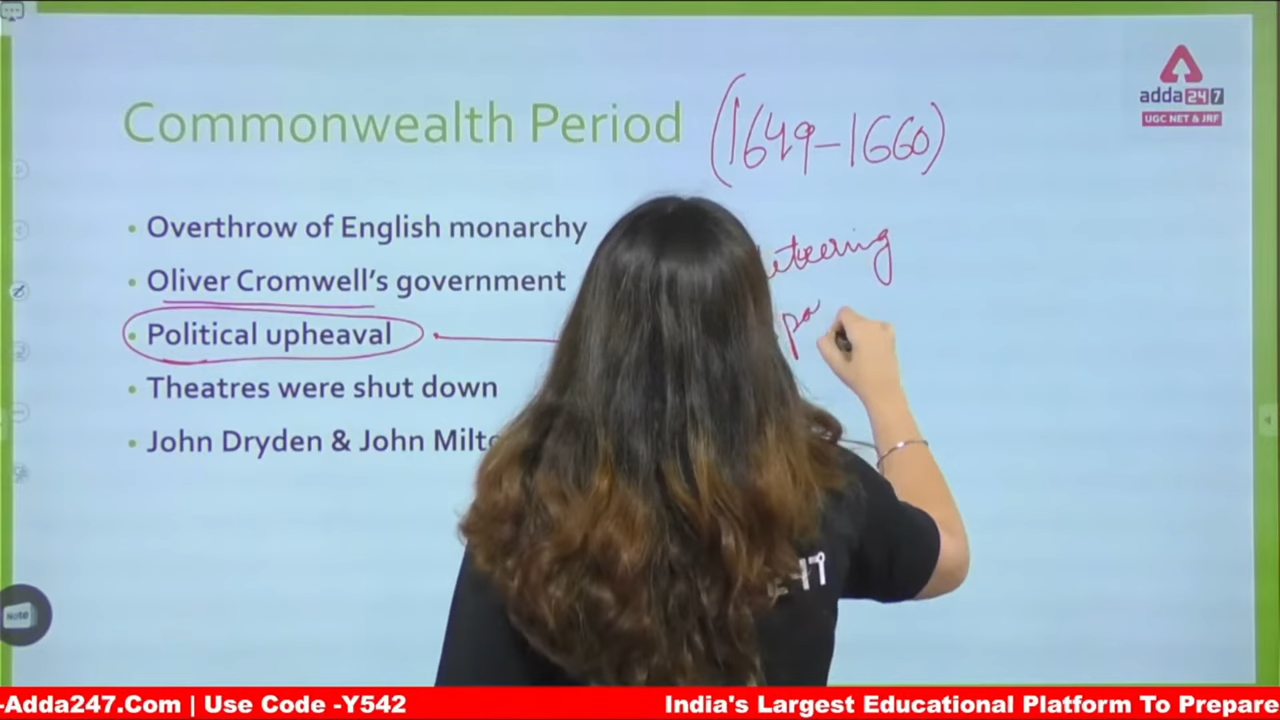 adda247
UGC NET & JRF
Commonwealth Period (1649-1660)
• Overthrow of English monarchy
• Oliver Cromwell's government
• Political upheaval
• Theatres were shut down
• John Dryden & John
Note
-Adda247.Com | Use Code -Y542 India's Largest Educational Platform To Prepare